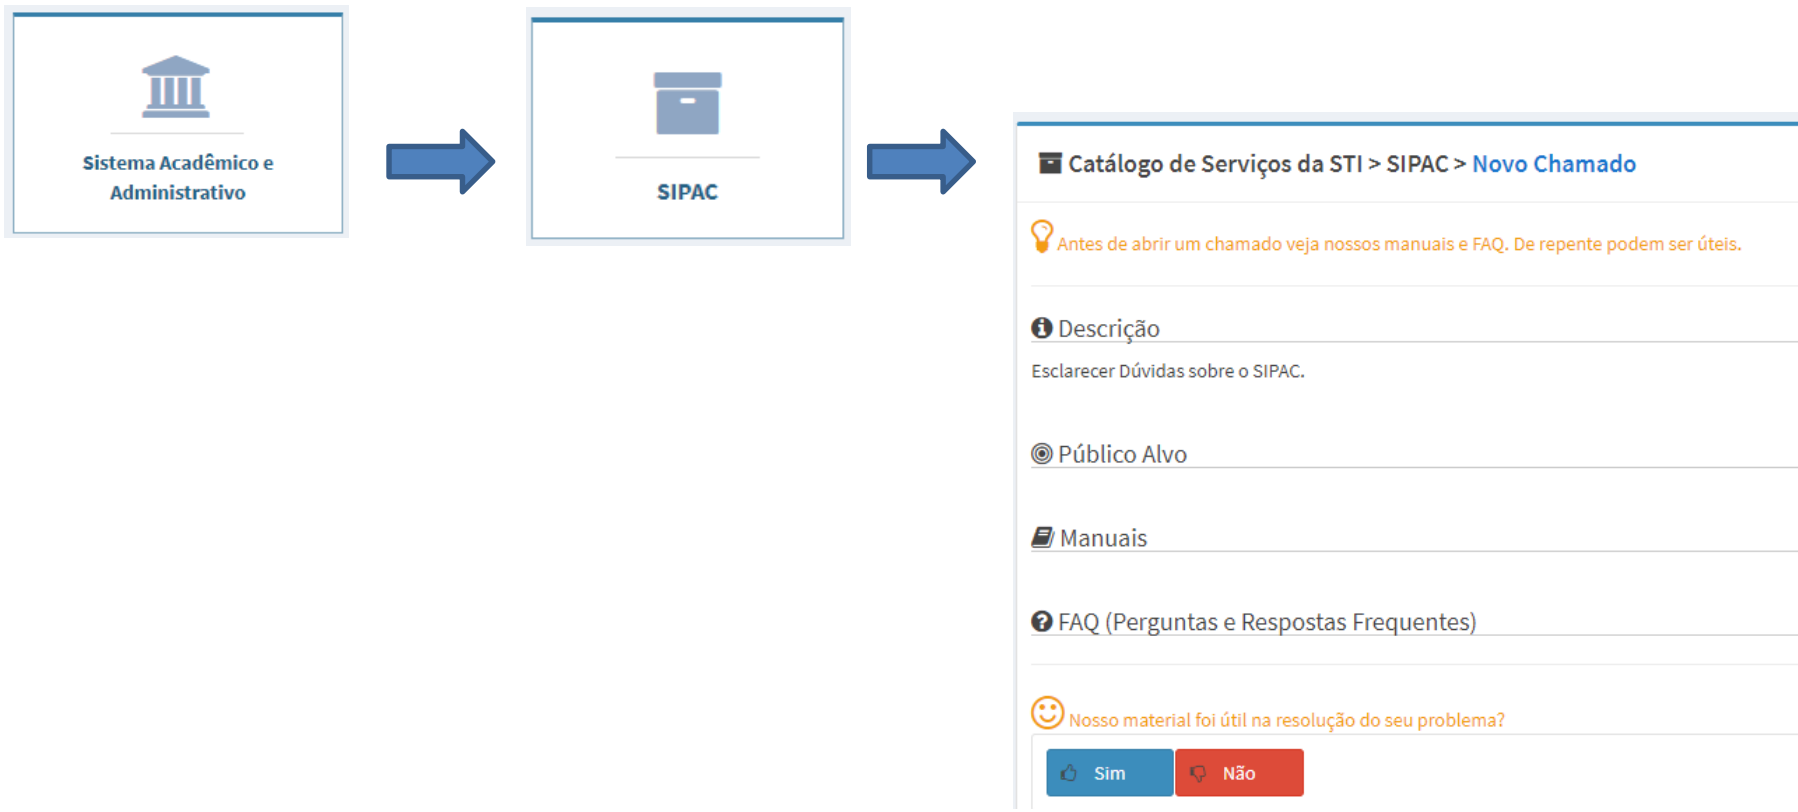 Sistema Acadêmico e
Administrativo
SIPAC
Catálogo de Serviços da STI > SIPAC > Novo Chamado
Antes de abrir um chamado veja nossos manuais e FAQ. De repente podem ser úteis.
Descrição
Esclarecer Dúvidas sobre o SIPAC.
Público Alvo
Manuais
FAQ (Perguntas e Respostas Frequentes)
Nosso material foi útil na resolução do seu problema?
Sim Não